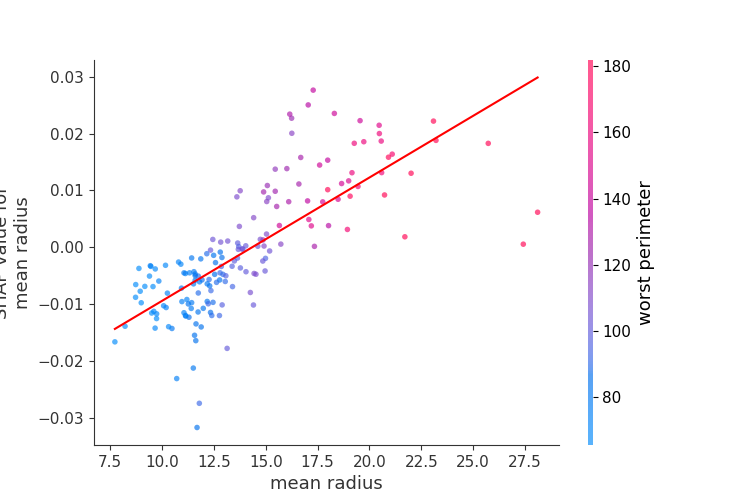 0.03
0.02
0.01
0.00
−0.01
−0.02
−0.03
SHAP value for
mean radius
7.5 10.0 12.5 15.0 17.5 20.0 22.5 25.0 27.5
mean radius
180
160
140
120
100
80
worst perimeter